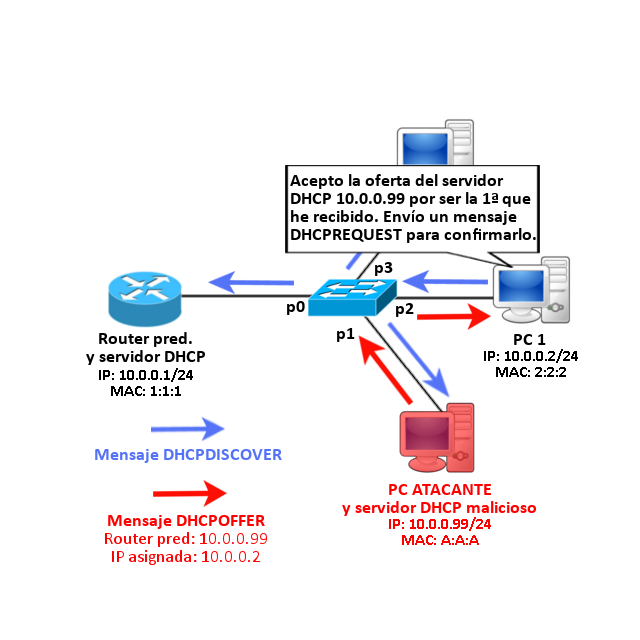 Acepto la oferta del servidor
DHCP 10.0.0.99 por ser la 1ª que
he recibido. Envío un mensaje
DHCPREQUEST para confirmarlo.
p3
p0
p2
p1
Router pred.
y servidor DHCP
IP: 10.0.0.1/24
MAC: 1:1:1
PC 1
IP: 10.0.0.2/24
MAC: 2:2:2
Mensaje DHCPDISCOVER
PC ATACANTE
y servidor DHCP malicioso
IP: 10.0.0.99/24
MAC: A:A:A
Mensaje DHCPOFFER
Router pred: 10.0.0.99
IP asignada: 10.0.0.2